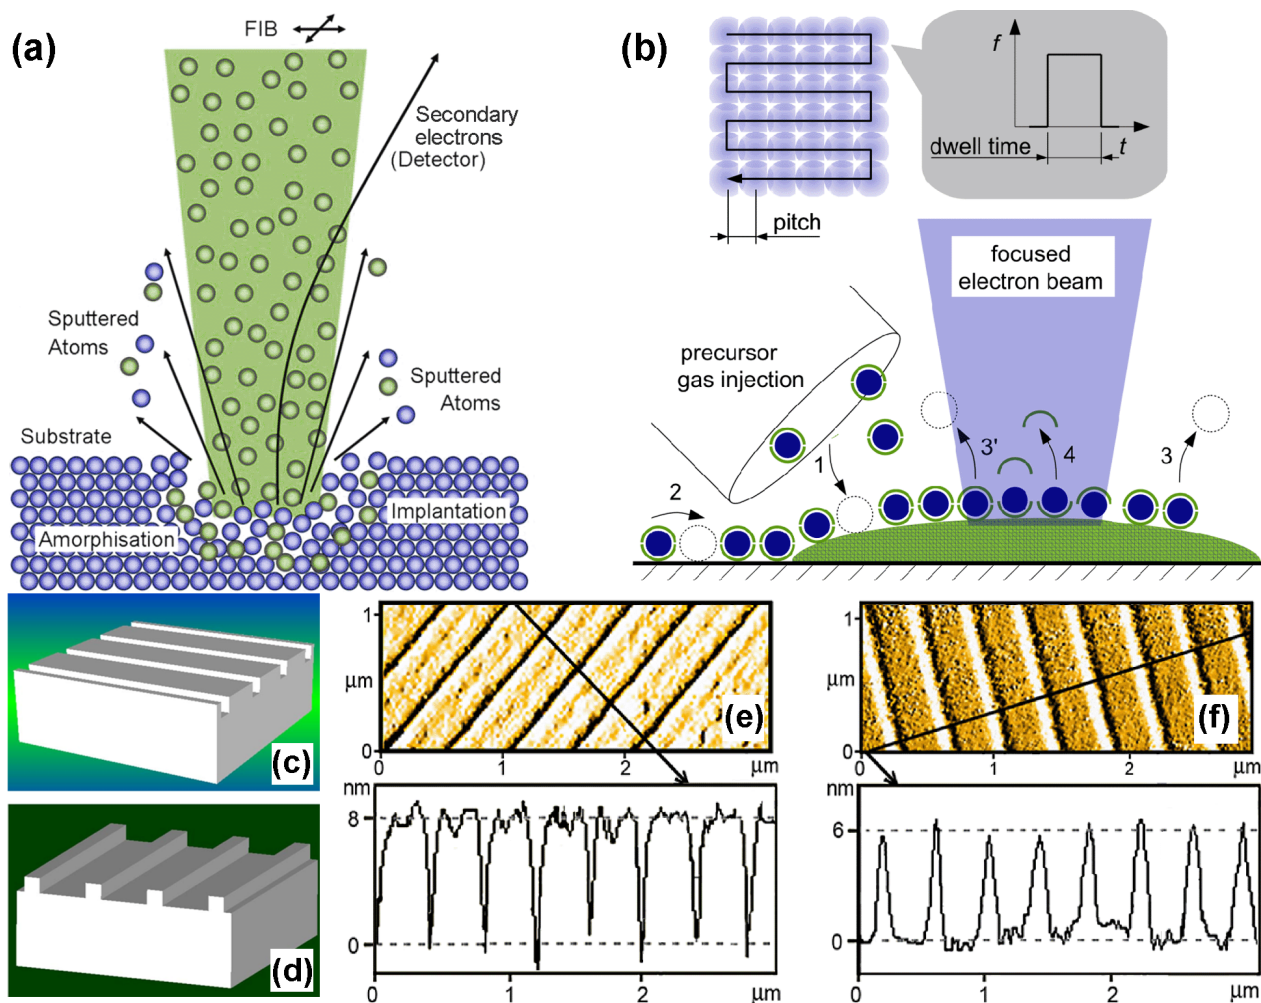 (a)
FIB
Secondary
electrons
(Detector)
Sputtered
Atoms
Sputtered
Atoms
Substrate
Implantation
Amorphisation
(b)
f
dwell time
t
pitch
focused
electron beam
precursor
gas injection
1
2
3'
4
3
(c)
(d)
1
μm
0
0
1
2
μm
(e)
nm
8
0
0
1
2
μm
1
μm
0
0
1
2
μm
(f)
nm
6
0
0
1
2
μm